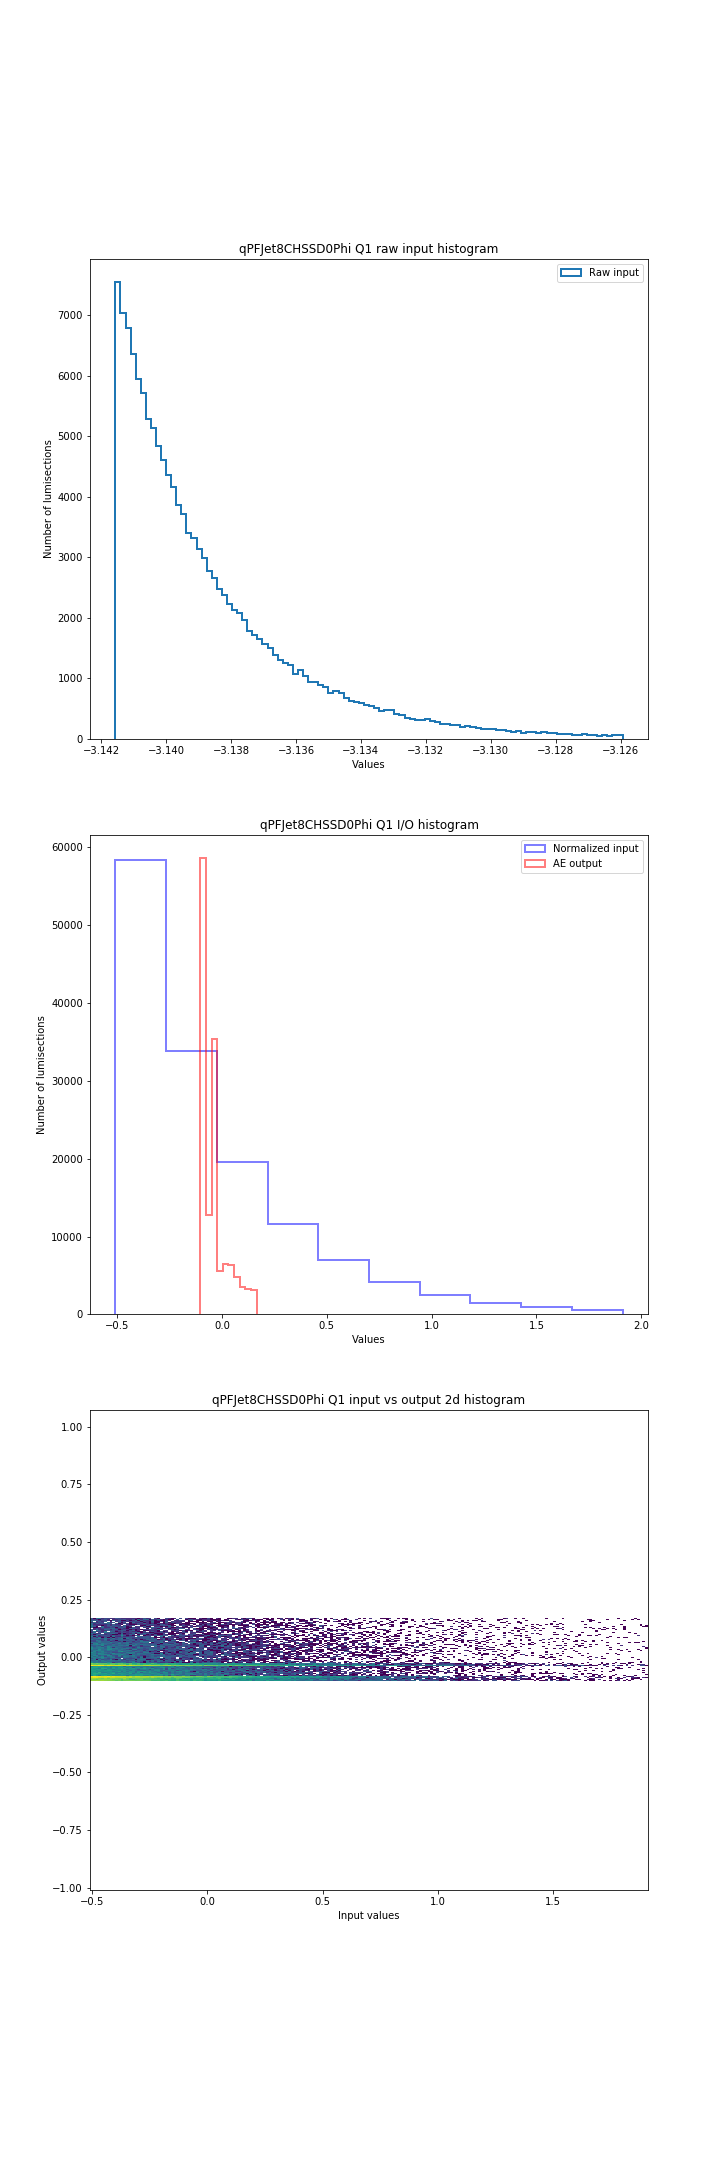 qPFJet8CHSSD0Phi Q1 raw input histogram
Raw input
7000
6000
5000
4000
3000
2000
1000
0
Number of lumisections
−3.142 −3.140 −3.138 −3.136 −3.134 −3.132 −3.130 −3.128 −3.126
Values
qPFJet8CHSSD0Phi Q1 I/O histogram
Normalized input
AE output
60000
50000
40000
30000
20000
10000
0
Number of lumisections
−0.5 0.0 0.5 1.0 1.5 2.0
Values
qPFJet8CHSSD0Phi Q1 input vs output 2d histogram
1.00
0.75
0.50
0.25
0.00
−0.25
−0.50
−0.75
−1.00
Output values
−0.5 0.0 0.5 1.0 1.5
Input values